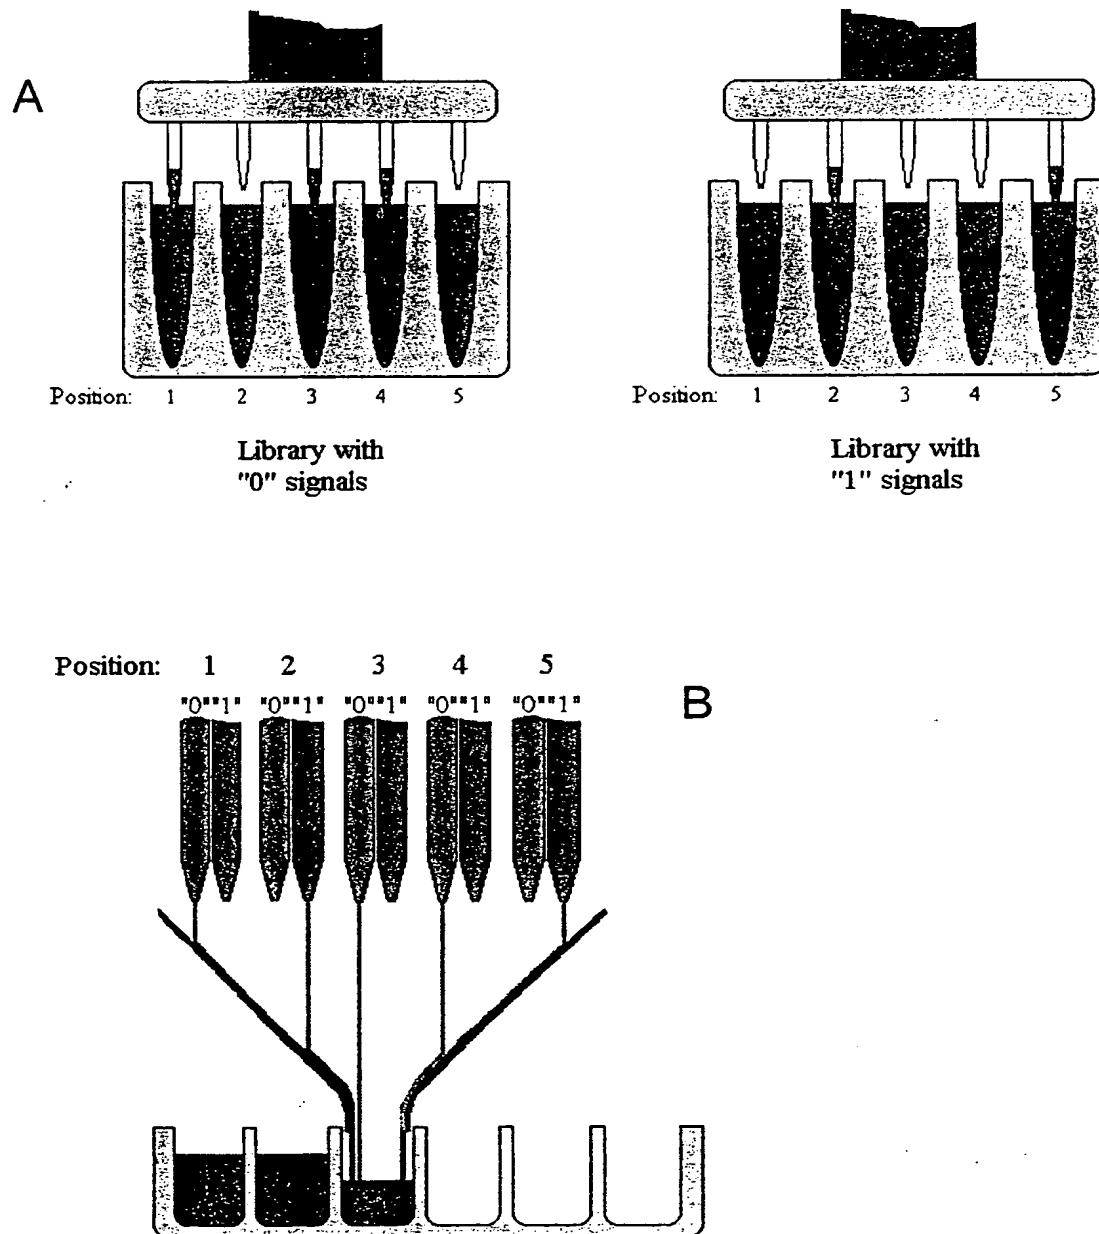 A
Position: 1 2 3 4 5
Library with
"0" signals
Position: 1 2 3 4 5
Library with
"1" signals
Position: 1 2 3 4 5
"0""1" "0""1" "0""1" "0""1" "0""1"
B